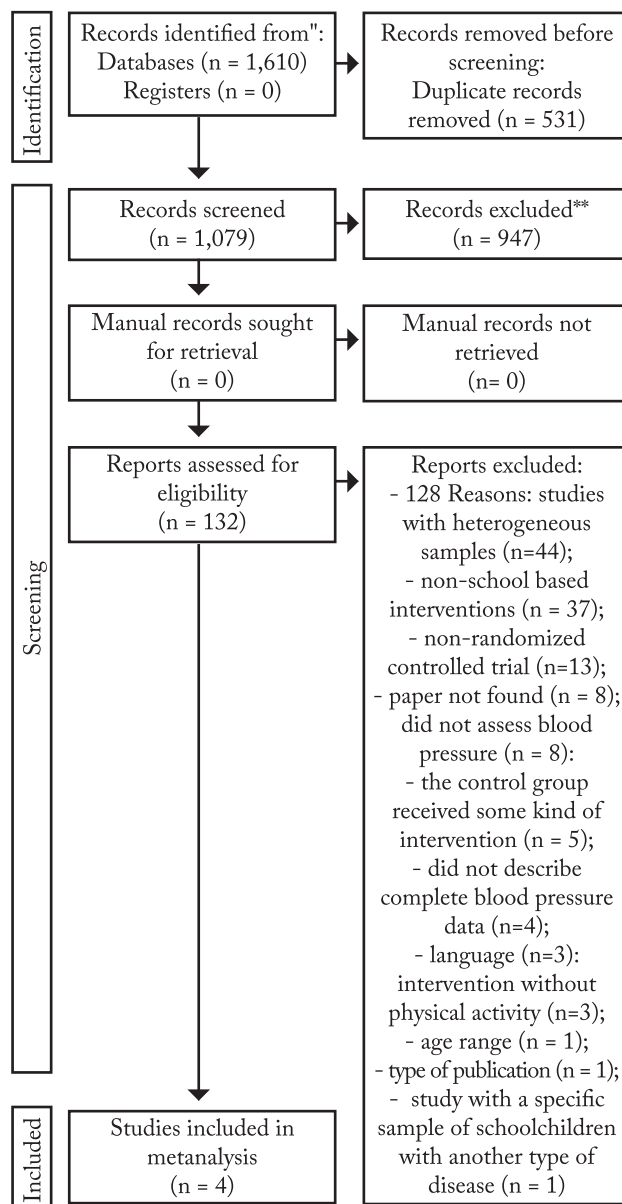 Identification
Records identified from":
Databases (n = 1,610)
Registers (n = 0)
Records removed before
screening:
Duplicate records
removed (n = 531)
Screening
Records screened
(n = 1,079)
Records excluded**
(n = 947)
Manual records sought
for retrieval
(n = 0)
Manual records not
retrieved
(n= 0)
Reports assessed for
eligibility
(n = 132)
Reports excluded:
- 128 Reasons: studies
with heterogeneous
samples (n=44);
- non-school based
interventions (n = 37);
- non-randomized
controlled trial (n=13);
- paper not found (n = 8);
did not assess blood
pressure (n = 8):
- the control group
received some kind of
intervention (n = 5);
- did not describe
complete blood pressure
data (n=4);
- language (n=3):
intervention without
physical activity (n=3);
- age range (n = 1);
- type of publication (n = 1);
- study with a specific
sample of schoolchildren
with another type of
disease (n = 1)
Included
Studies included in
metanalysis
(n = 4)